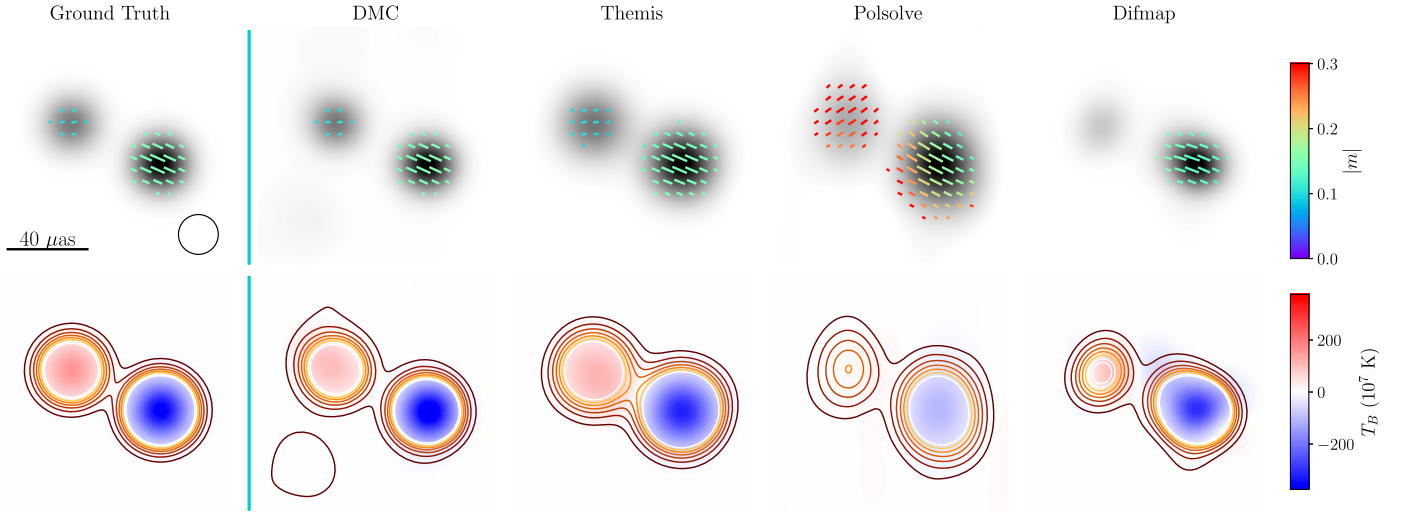 Ground Truth
DMC
Themis
Polsolve
Difmap
40 μas
0.3
0.2
0.1
0.0
|m|
200
0
−200
T_B (10^7 K)